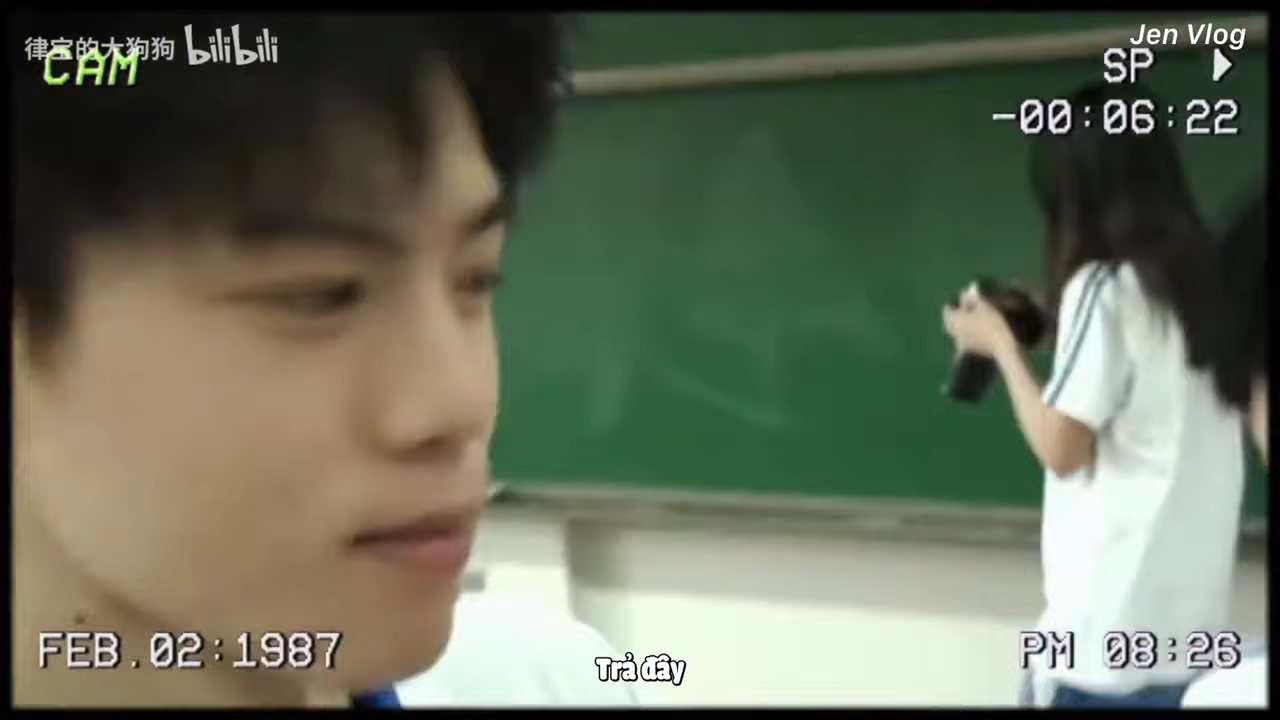 律宝的大狗狗 bilibili
Jen Vlog
CAM
SP
-00:06:22
FEB.02:1987
Trả đây
PM 08:26